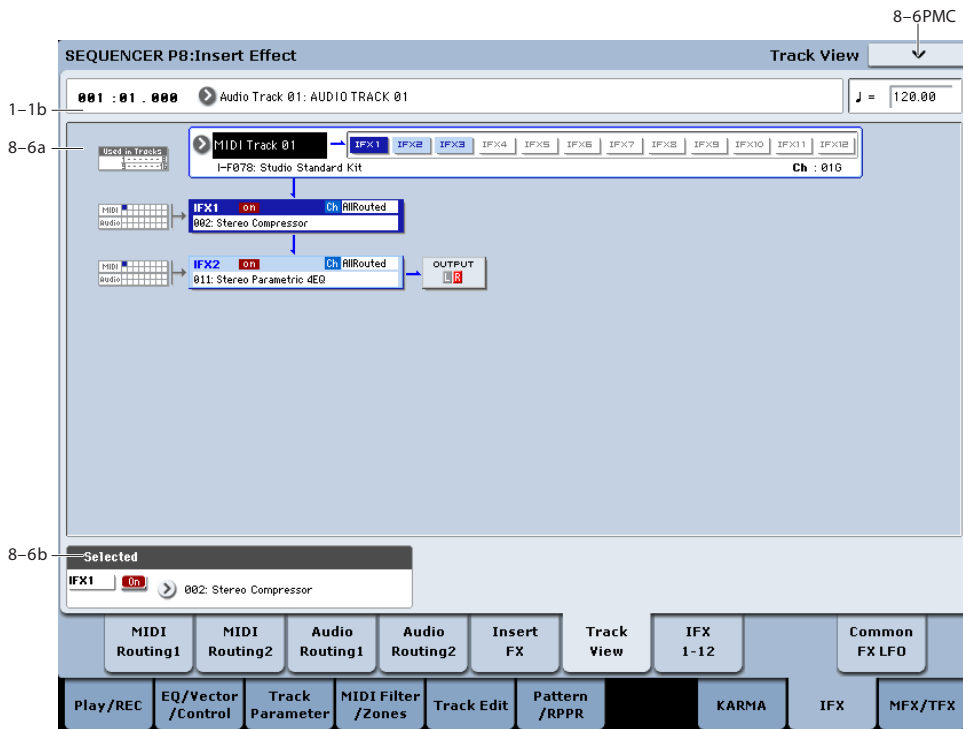 8-6PMC
SEQUENCER P8:Insert Effect Track View
1-1b
001 :01 . 000 Audio Track 01: AUDIO TRACK 01 ♩ = 120.00
8-6a
Used in Tracks
MIDI Track 01 IFX1 IFX2 IFX3 IFX4 IFX5 IFX6 IFX7 IFX8 IFX9 IFX10 IFX11 IFX12
I-F078: Studio Standard Kit Ch : 01G
MIDI
Audio
IFX1 on Ch AllRouted
002: Stereo Compressor
MIDI
Audio
IFX2 on Ch AllRouted
011: Stereo Parametric 4EQ
OUTPUT
L R
8-6b
Selected
IFX1 On 002: Stereo Compressor
MIDI Routing1 MIDI Routing2 Audio Routing1 Audio Routing2 Insert FX Track View IFX 1-12 Common FX LFO
Play/REC EQ/Vector /Control Track Parameter MIDI Filter /Zones Track Edit Pattern /RPPR KARMA IFX MFX/TFX